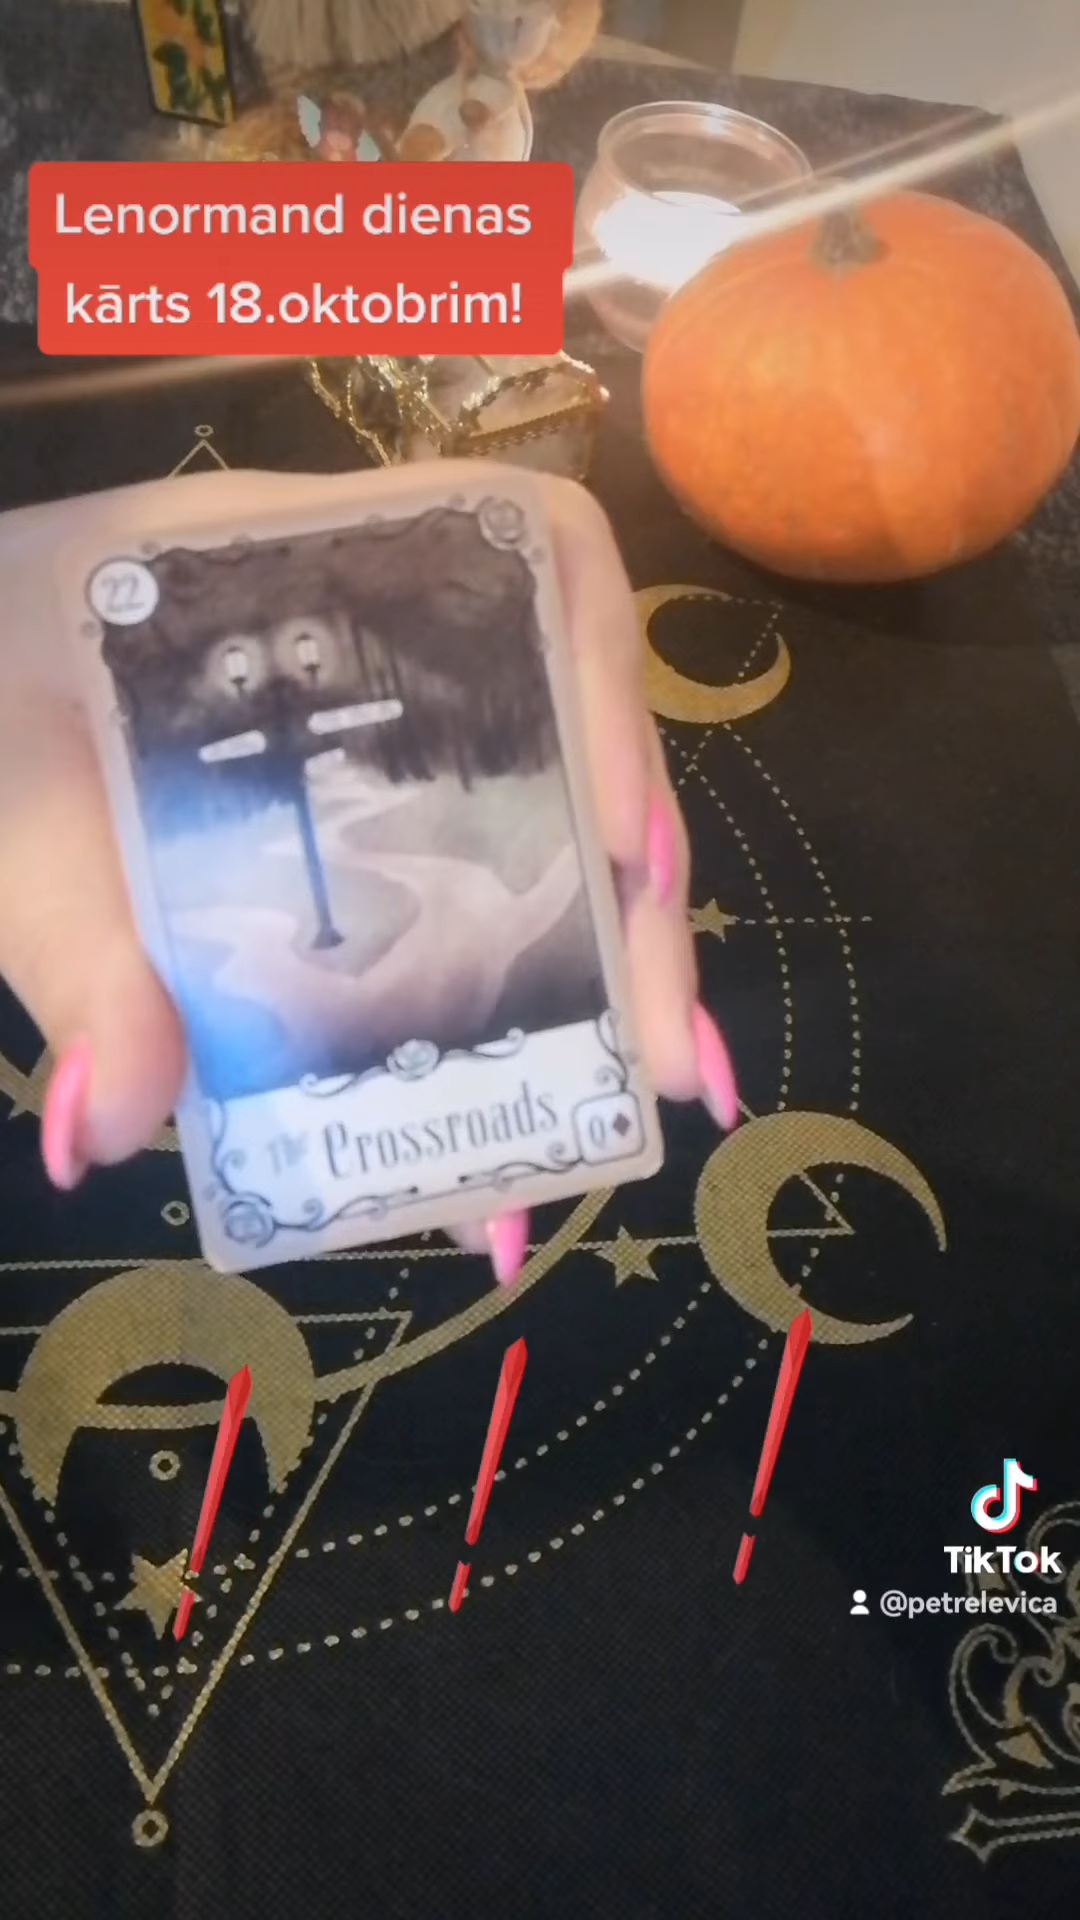 Lenormand dienas
kārts 18.oktobrim!
22
The Crossroads
Q
TikTok
@petrelevica